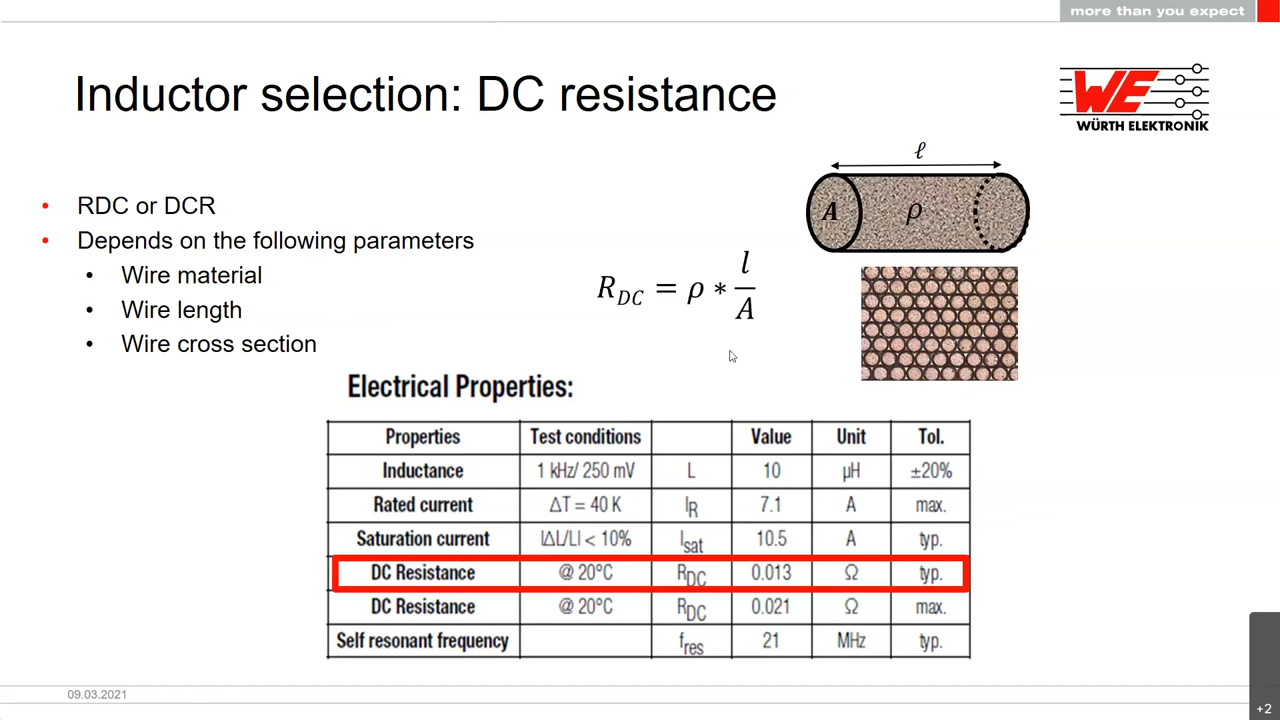 more than you expect
Inductor selection: DC resistance
WE
WÜRTH ELEKTRONIK
• RDC or DCR
• Depends on the following parameters
• Wire material
• Wire length
• Wire cross section
R_DC = ρ * l/A
ℓ
A ρ
Electrical Properties:
Properties Test conditions Value Unit Tol.
Inductance 1 kHz/ 250 mV L 10 µH ±20%
Rated current ΔT = 40 K I_R 7.1 A max.
Saturation current |ΔL/L| < 10% I_sat 10.5 A typ.
DC Resistance @ 20°C R_DC 0.013 Ω typ.
DC Resistance @ 20°C R_DC 0.021 Ω max.
Self resonant frequency f_res 21 MHz typ.
09.03.2021
+2